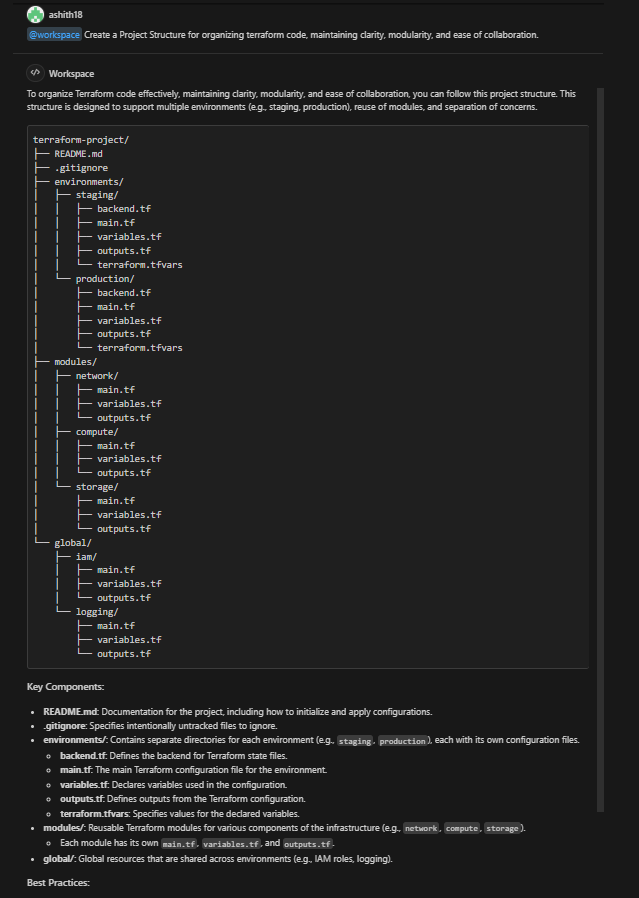 ashith18
@workspace Create a Project Structure for organizing terraform code, maintaining clarity, modularity, and ease of collaboration.
Workspace
To organize Terraform code effectively, maintaining clarity, modularity, and ease of collaboration, you can follow this project structure. This
structure is designed to support multiple environments (e.g., staging, production), reuse of modules, and separation of concerns.
terraform-project/
├── README.md
├── .gitignore
├── environments/
│   ├── staging/
│   │   ├── backend.tf
│   │   ├── main.tf
│   │   ├── variables.tf
│   │   ├── outputs.tf
│   │   └── terraform.tfvars
│   └── production/
│       ├── backend.tf
│       ├── main.tf
│       ├── variables.tf
│       ├── outputs.tf
│       └── terraform.tfvars
├── modules/
│   ├── network/
│   │   ├── main.tf
│   │   ├── variables.tf
│   │   └── outputs.tf
│   ├── compute/
│   │   ├── main.tf
│   │   ├── variables.tf
│   │   └── outputs.tf
│   └── storage/
│       ├── main.tf
│       ├── variables.tf
│       └── outputs.tf
└── global/
    ├── iam/
    │   ├── main.tf
    │   ├── variables.tf
    │   └── outputs.tf
    └── logging/
        ├── main.tf
        ├── variables.tf
        └── outputs.tf
Key Components:
• README.md: Documentation for the project, including how to initialize and apply configurations.
• .gitignore: Specifies intentionally untracked files to ignore.
• environments/: Contains separate directories for each environment (e.g., staging, production), each with its own configuration files.
◦ backend.tf: Defines the backend for Terraform state files.
◦ main.tf: The main Terraform configuration file for the environment.
◦ variables.tf: Declares variables used in the configuration.
◦ outputs.tf: Defines outputs from the Terraform configuration.
◦ terraform.tfvars: Specifies values for the declared variables.
• modules/: Reusable Terraform modules for various components of the infrastructure (e.g., network, compute, storage).
◦ Each module has its own main.tf, variables.tf, and outputs.tf.
• global/: Global resources that are shared across environments (e.g., IAM roles, logging).
Best Practices: